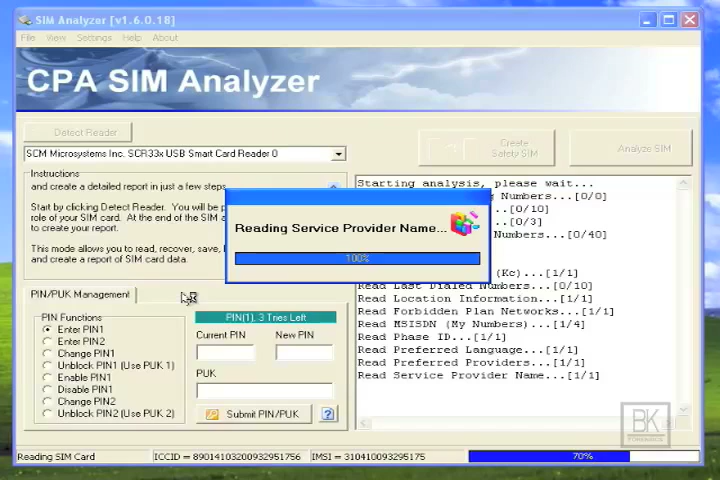 SIM Analyzer [v1.6.0.18]
File View Settings Help About
CPA SIM Analyzer
Detect Reader
SCM Microsystems Inc. SCR33x USB Smart Card Reader 0
Create
Safety SIM
Analyze SIM
Instructions
and create a detailed report in just a few steps.
Start by clicking Detect Reader. You will be p
role of your SIM card. At the end of the SIM a
to create your report.
This mode allows you to read, recover, save,
and create a report of SIM card data.
Reading Service Provider Name...
100%
Starting analysis, please wait...
ng Numbers...[0/0]
..[0/10]
..[0/3]
Numbers...[0/40]
(Kc)...[1/1]
Read Last Dialed Numbers...[0/10]
Read Location Information...[1/1]
Read Forbidden Plan Networks...[1/1]
Read MSISDN (My Numbers)...[1/4]
Read Phase ID...[1/1]
Read Preferred Language...[1/1]
Read Preferred Providers...[1/1]
Read Service Provider Name...[1/1]
PIN/PUK Management
PIN Functions
Enter PIN1
Enter PIN2
Change PIN1
Unblock PIN1 (Use PUK 1)
Enable PIN1
Disable PIN1
Change PIN2
Unblock PIN2 (Use PUK 2)
PIN(1), 3 Tries Left
Current PIN
New PIN
PUK
Submit PIN/PUK
BK
Reading SIM Card
ICCID = 89014103200932951756
IMSI = 310410093295175
70%